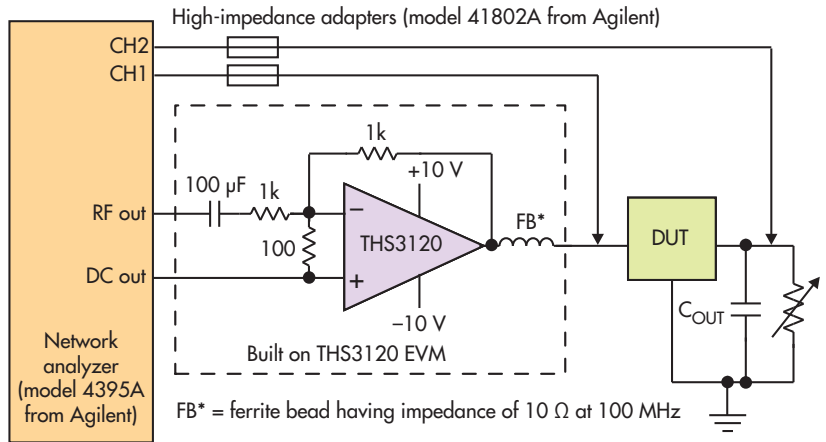 High-impedance adapters (model 41802A from Agilent)
CH2
CH1
1k
+10 V
100 µF
1k
RF out
FB*
100
THS3120
DUT
DC out
–10 V
C_OUT
Network
analyzer
(model 4395A
from Agilent)
Built on THS3120 EVM
FB* = ferrite bead having impedance of 10 Ω at 100 MHz
−
+